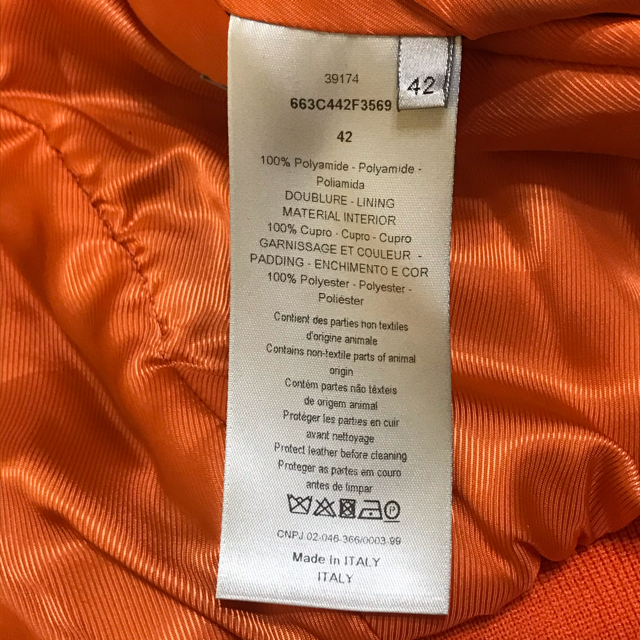 39174
663C442F3569
42
42
100% Polyamide - Polyamide -
Poliamida
DOUBLURE - LINING
MATERIAL INTERIOR
100% Cupro - Cupro - Cupro
GARNISSAGE ET COULEUR -
PADDING - ENCHIMENTO E COR
100% Polyester - Polyester -
Poliéster
Contient des parties non textiles
d'origine animale
Contains non-textile parts of animal
origin
Contém partes não têxteis
de origem animal
Protéger les parties en cuir
avant nettoyage
Protect leather before cleaning
Proteger as partes em couro
antes de limpar
P
CNPJ.02-046-366/0003-99
Made in ITALY
ITALY